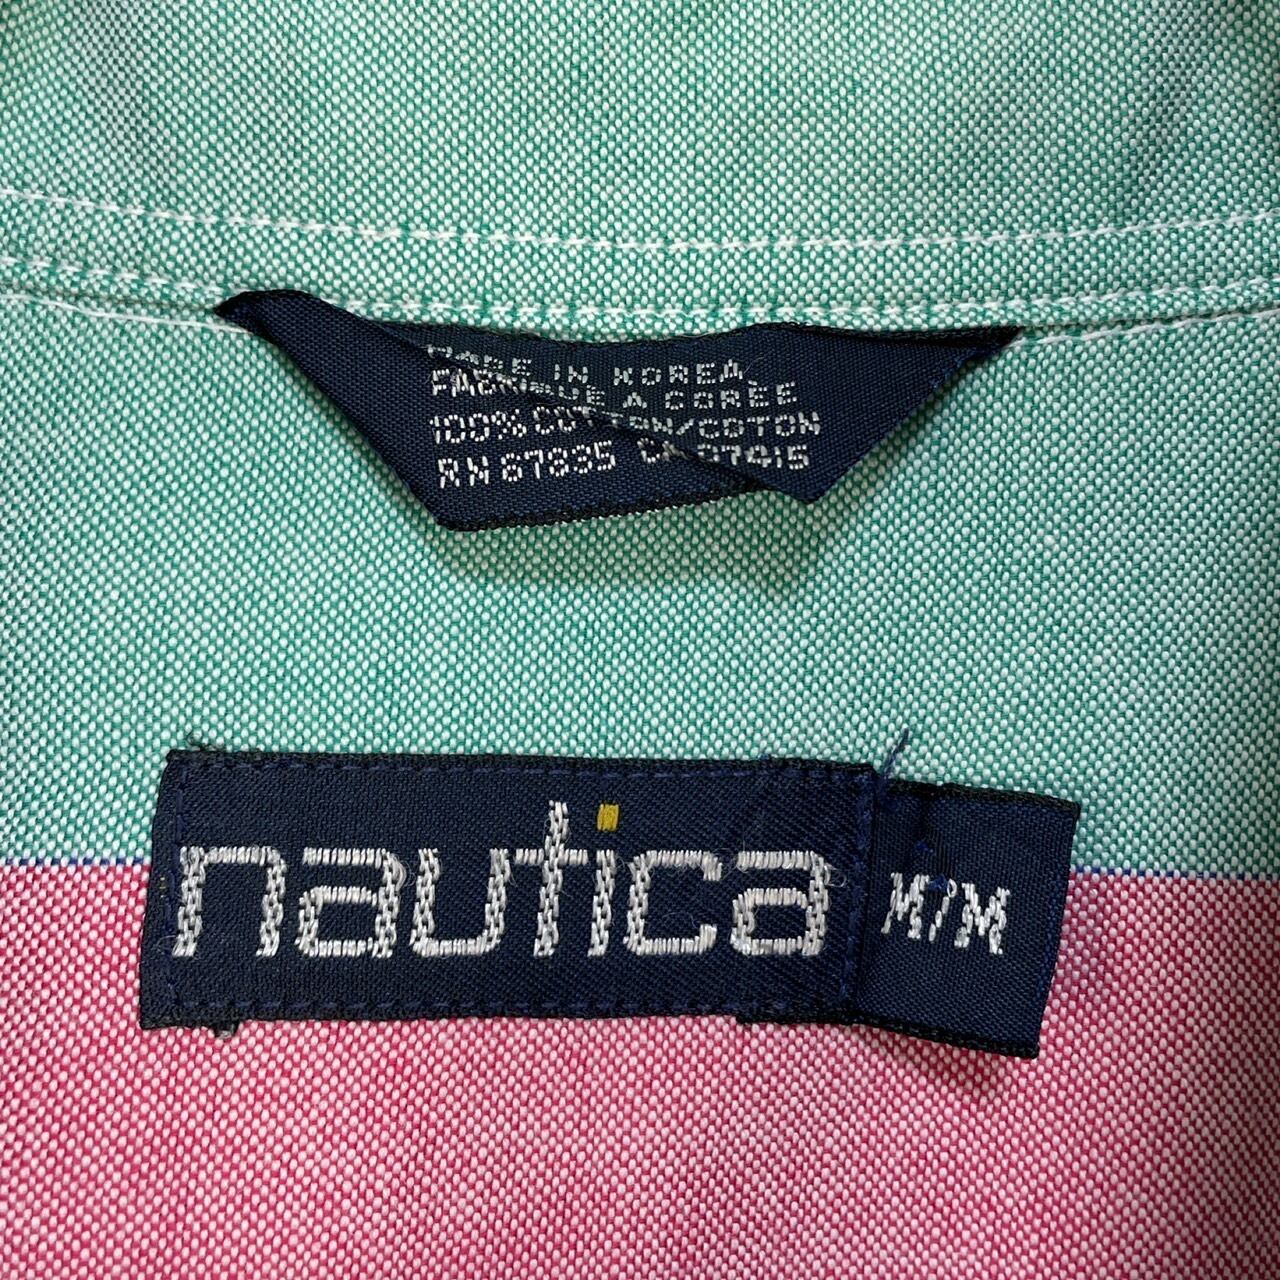 MADE IN KOREA
FABRIQUE A COREE
100% COTTON/COTON
RN 67835 CA 07415
nautica
M/M